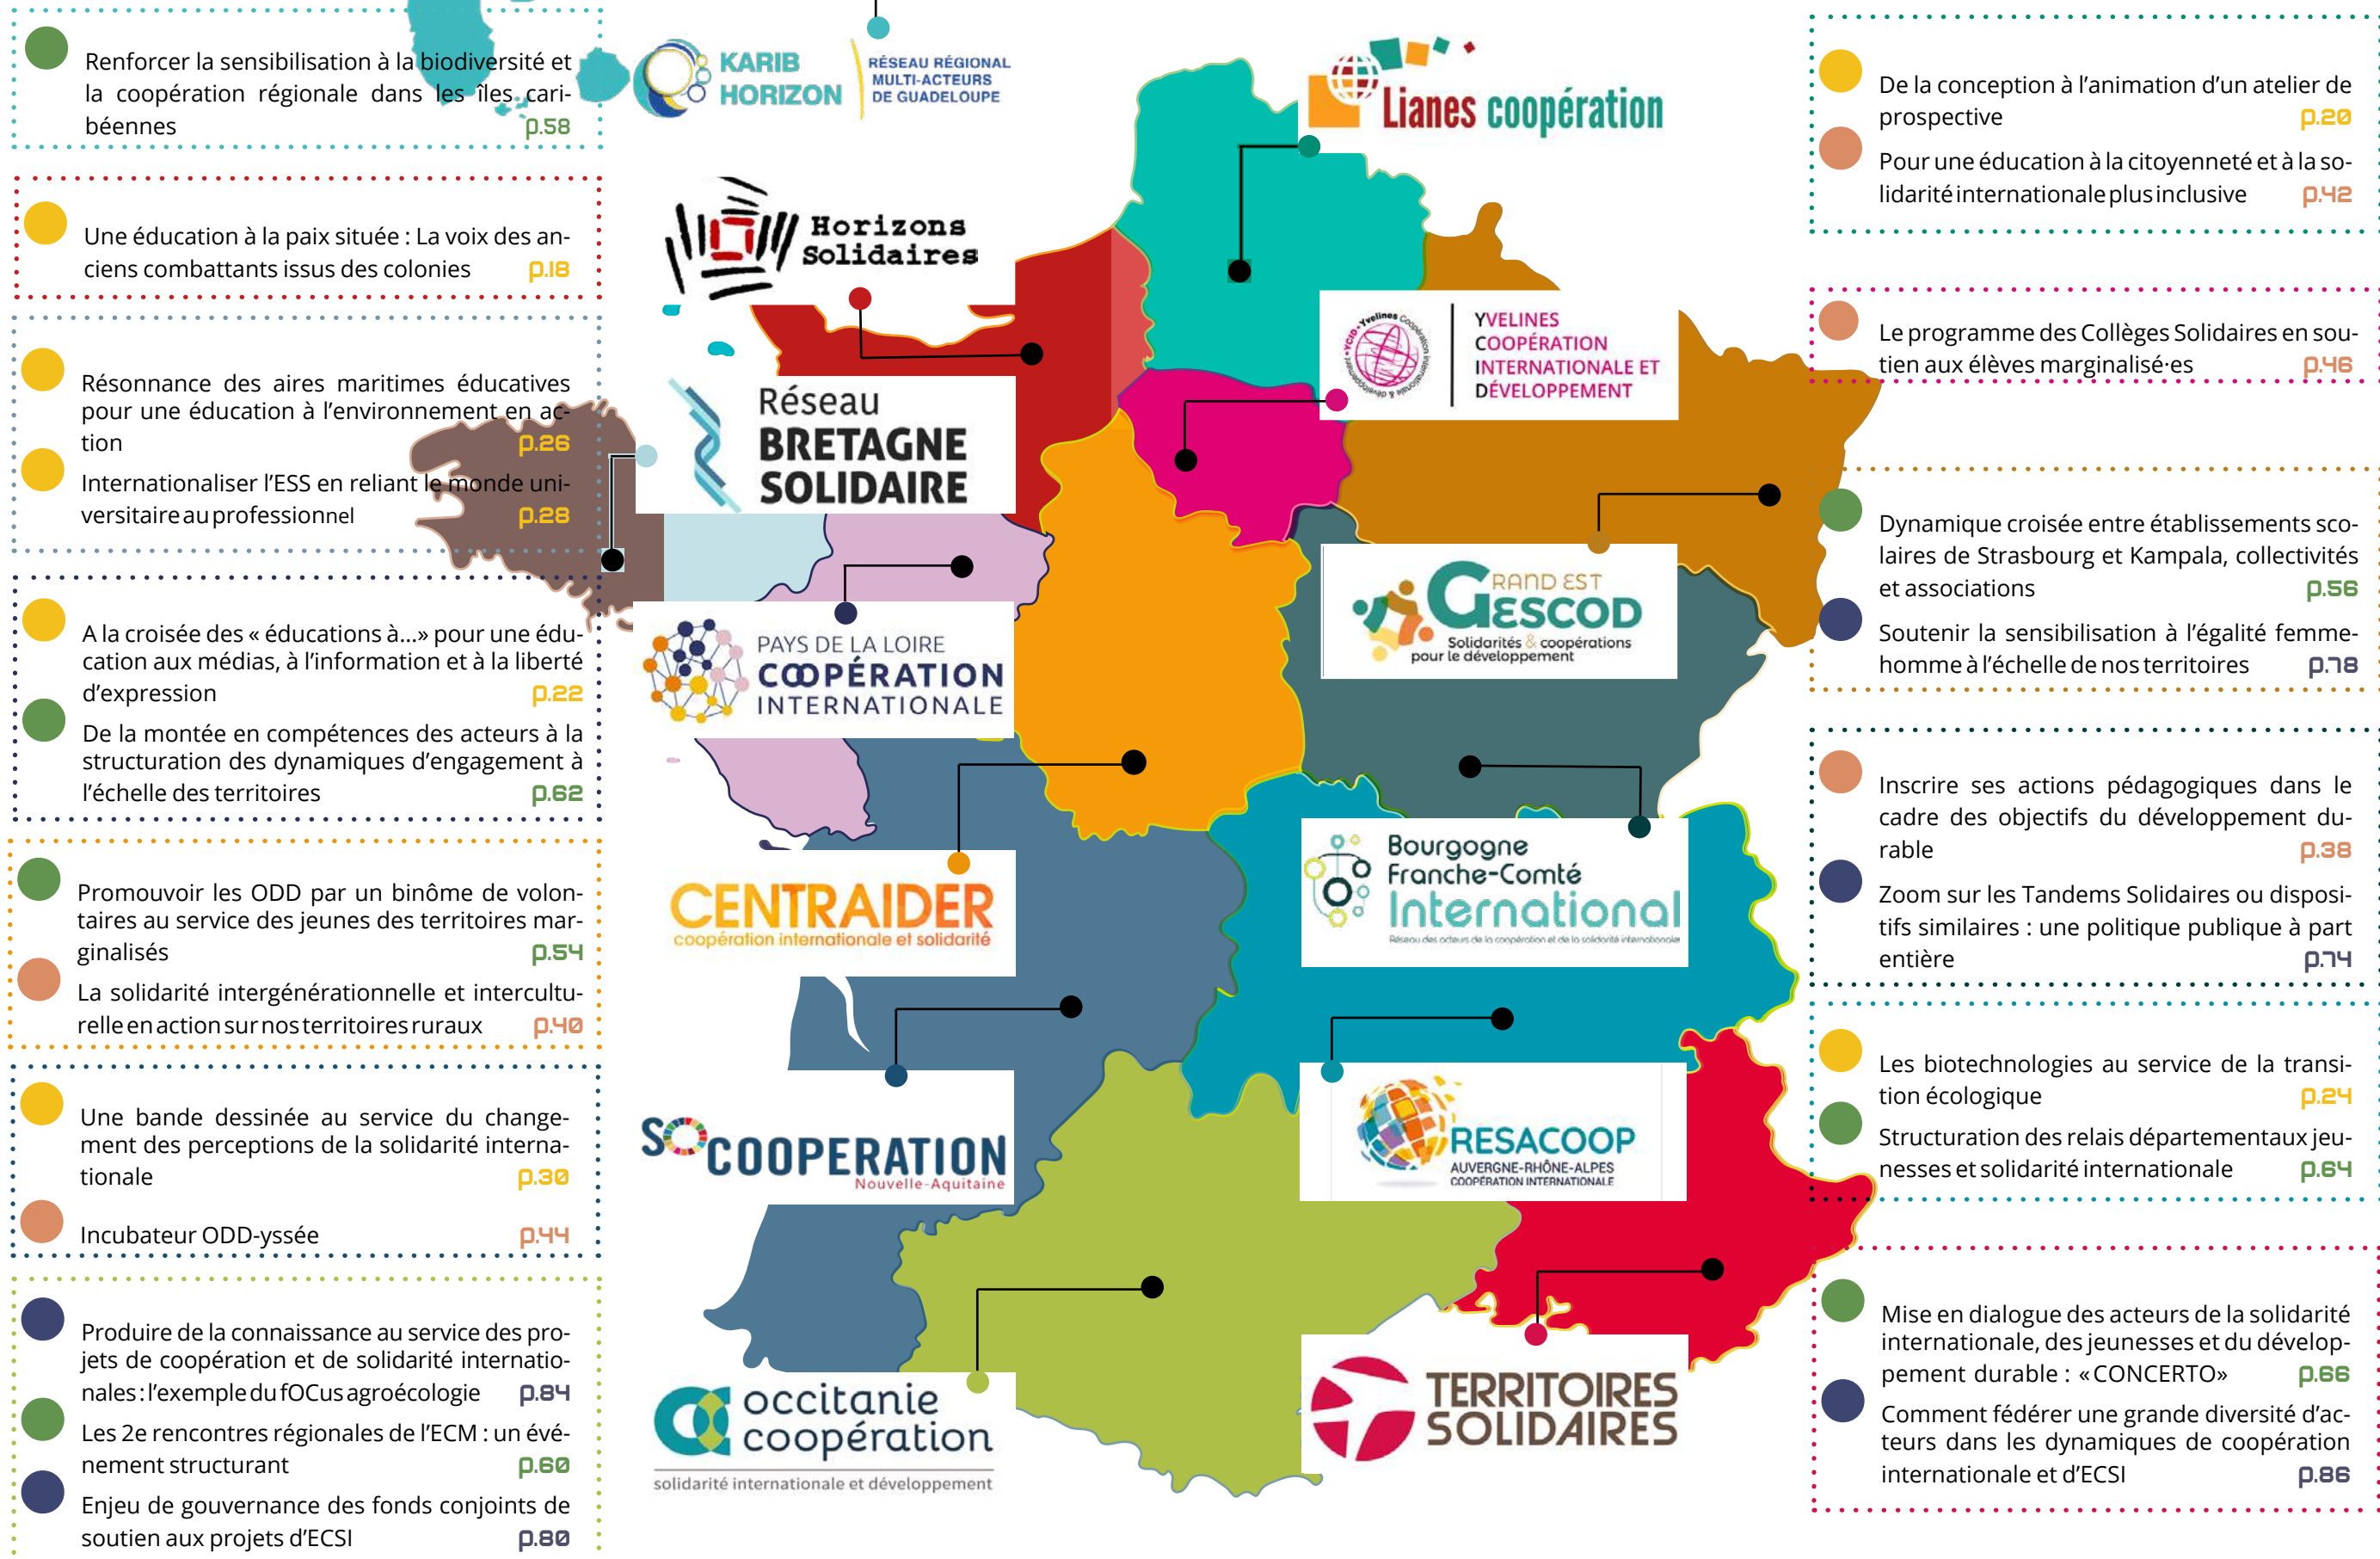 Renforcer la sensibilisation à la biodiversité et
la coopération régionale dans les îles cari-
béennes p.58
Une éducation à la paix située : La voix des an-
ciens combattants issus des colonies p.18
Résonnance des aires maritimes éducatives
pour une éducation à l'environnement en ac-
tion p.26
Internationaliser l'ESS en reliant le monde uni-
versitaire au professionnel p.28
A la croisée des « éducations à...» pour une édu-
cation aux médias, à l'information et à la liberté
d'expression p.22
De la montée en compétences des acteurs à la
structuration des dynamiques d'engagement à
l'échelle des territoires p.62
Promouvoir les ODD par un binôme de volon-
taires au service des jeunes des territoires mar-
ginalisés p.54
La solidarité intergénérationnelle et intercultu-
relle en action sur nos territoires ruraux p.40
Une bande dessinée au service du change-
ment des perceptions de la solidarité interna-
tionale p.30
Incubateur ODD-yssée p.44
Produire de la connaissance au service des pro-
jets de coopération et de solidarité internatio-
nales : l'exemple du fOCus agroécologie p.84
Les 2e rencontres régionales de l'ECM : un évé-
nement structurant p.60
Enjeu de gouvernance des fonds conjoints de
soutien aux projets d'ECSI p.80
KARIB
HORIZON
RÉSEAU RÉGIONAL
MULTI-ACTEURS
DE GUADELOUPE
Lianes coopération
Horizons
Solidaires
YVELINES
COOPÉRATION
INTERNATIONALE ET
DÉVELOPPEMENT
Réseau
BRETAGNE
SOLIDAIRE
GRAND EST
GESCOD
Solidarités & coopérations
pour le développement
PAYS DE LA LOIRE
COOPÉRATION
INTERNATIONALE
CENTRAIDER
coopération internationale et solidarité
Bourgogne
Franche-Comté
International
Réseau des acteurs de la coopération et de la solidarité internationales
SO COOPERATION
Nouvelle-Aquitaine
RESACOOP
AUVERGNE-RHÔNE-ALPES
COOPÉRATION INTERNATIONALE
occitanie
coopération
solidarité internationale et développement
TERRITOIRES
SOLIDAIRES
De la conception à l'animation d'un atelier de
prospective p.20
Pour une éducation à la citoyenneté et à la so-
lidarité internationale plus inclusive p.42
Le programme des Collèges Solidaires en sou-
tien aux élèves marginalisé·es p.46
Dynamique croisée entre établissements sco-
laires de Strasbourg et Kampala, collectivités
et associations p.56
Soutenir la sensibilisation à l'égalité femme-
homme à l'échelle de nos territoires p.78
Inscrire ses actions pédagogiques dans le
cadre des objectifs du développement du-
rable p.38
Zoom sur les Tandems Solidaires ou disposi-
tifs similaires : une politique publique à part
entière p.74
Les biotechnologies au service de la transi-
tion écologique p.24
Structuration des relais départementaux jeu-
nesses et solidarité internationale p.64
Mise en dialogue des acteurs de la solidarité
internationale, des jeunesses et du dévelop-
pement durable : «CONCERTO» p.66
Comment fédérer une grande diversité d'ac-
teurs dans les dynamiques de coopération
internationale et d'ECSI p.86